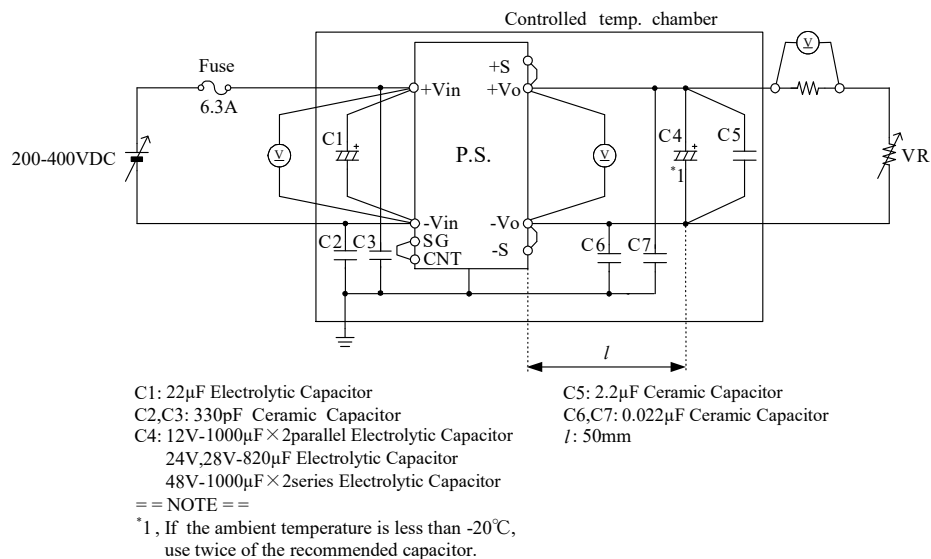 Controlled temp. chamber
Fuse
6.3A
+S
+Vin
+Vo
V
V
V
C1
+
C4
+
C5
*1
200-400VDC
P.S.
VR
-Vin
-Vo
SG
-S
CNT
C2
C3
C6
C7
l
C1: 22μF Electrolytic Capacitor
C2,C3: 330pF Ceramic Capacitor
C4: 12V-1000μF×2parallel Electrolytic Capacitor
24V,28V-820μF Electrolytic Capacitor
48V-1000μF×2series Electrolytic Capacitor
C5: 2.2μF Ceramic Capacitor
C6,C7: 0.022μF Ceramic Capacitor
l: 50mm
= = NOTE = =
*1 , If the ambient temperature is less than -20℃,
use twice of the recommended capacitor.